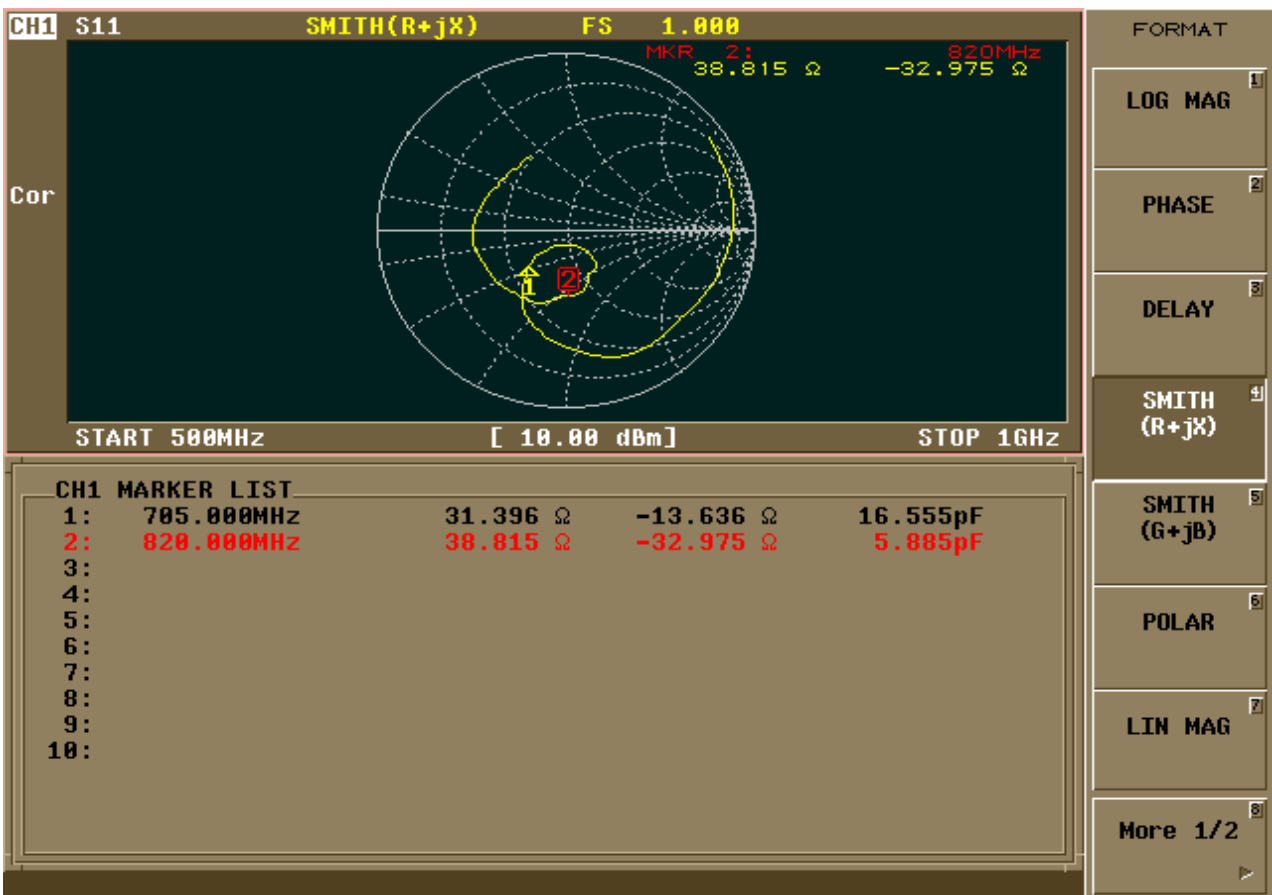 CH1 S11 SMITH(R+jX) FS 1.000
MKR 2: 820MHz
38.815 Ω -32.975 Ω
Cor
1
2
START 500MHz [ 10.00 dBm] STOP 1GHz
CH1 MARKER LIST
1: 705.000MHz 31.396 Ω -13.636 Ω 16.555pF
2: 820.000MHz 38.815 Ω -32.975 Ω 5.885pF
3:
4:
5:
6:
7:
8:
9:
10:
FORMAT
1
LOG MAG
2
PHASE
3
DELAY
4
SMITH
(R+jX)
5
SMITH
(G+jB)
6
POLAR
7
LIN MAG
8
More 1/2